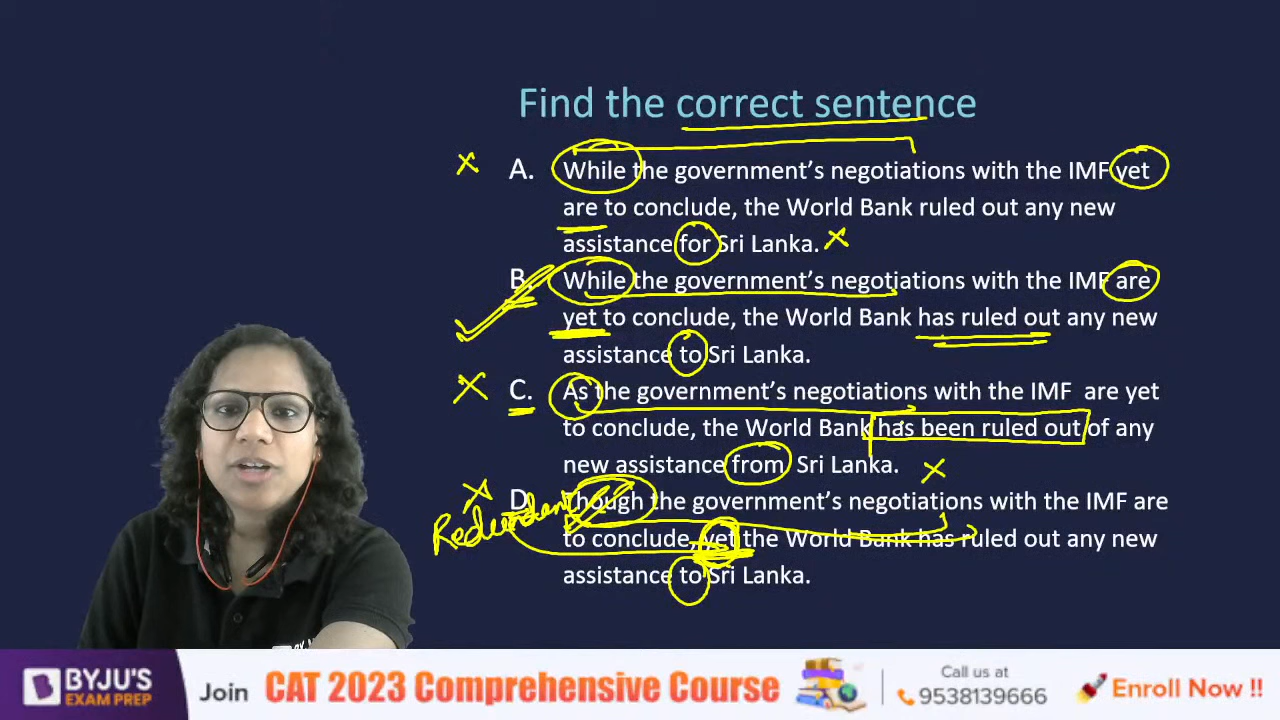 Find the correct sentence
A. While the government's negotiations with the IMF yet
are to conclude, the World Bank ruled out any new
assistance for Sri Lanka.
B. While the government's negotiations with the IMF are
yet to conclude, the World Bank has ruled out any new
assistance to Sri Lanka.
C. As the government's negotiations with the IMF are yet
to conclude, the World Bank has been ruled out of any
new assistance from Sri Lanka.
D. Though the government's negotiations with the IMF are
to conclude, yet the World Bank has ruled out any new
assistance to Sri Lanka.
Redundant
BYJU'S
EXAM PREP
Join CAT 2023 Comprehensive Course
Call us at
9538139666
Enroll Now !!